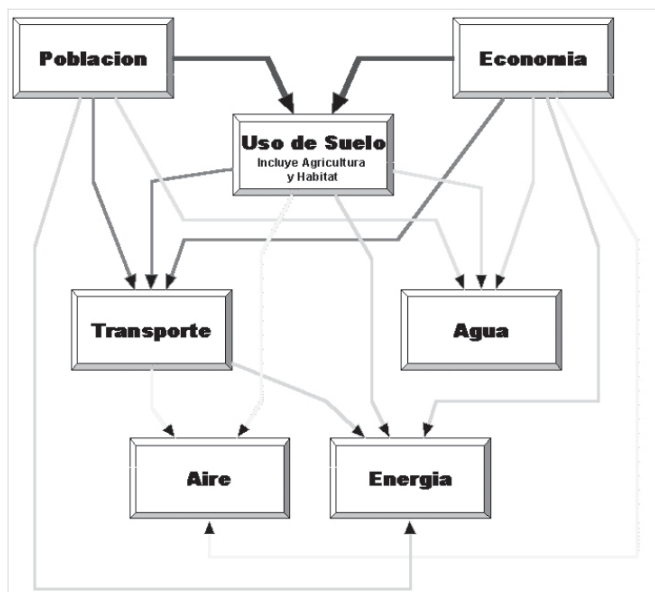 Poblacion
Economia
Uso de Suelo
Incluye Agricultura
y Habitat
Transporte
Agua
Aire
Energia